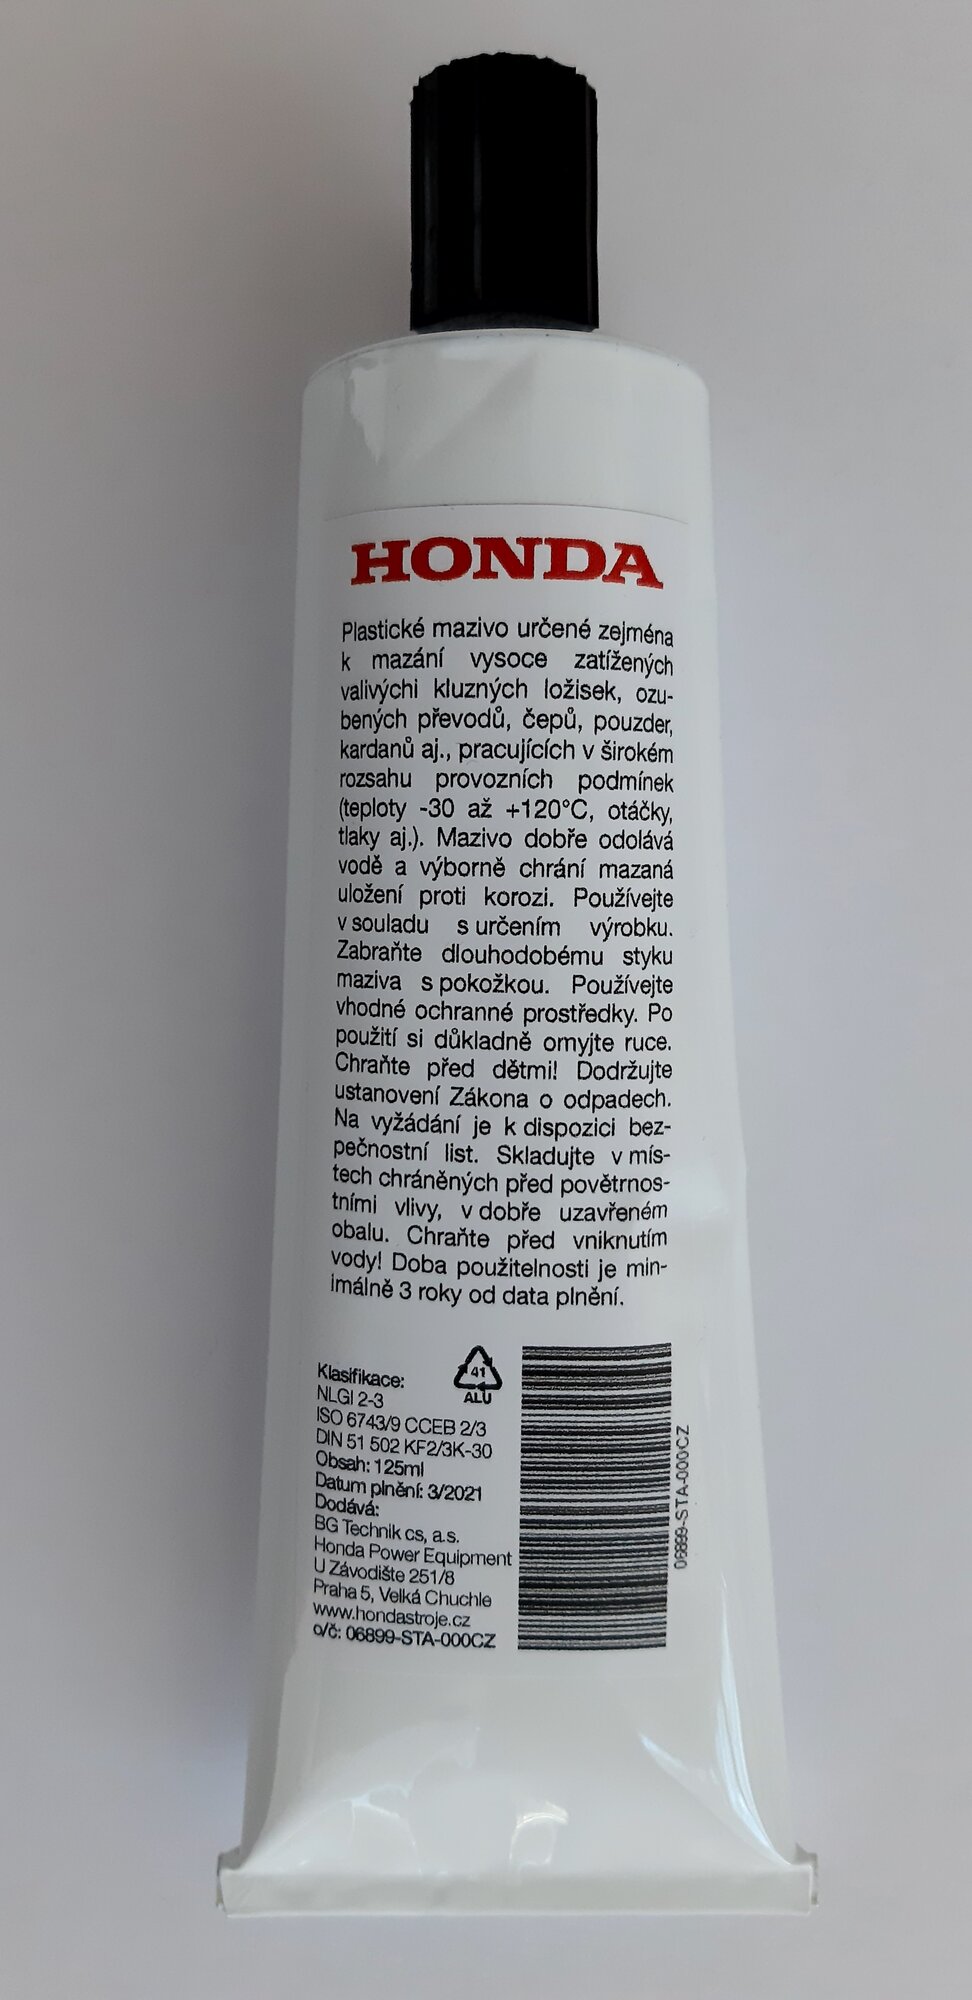 HONDA
Plastické mazivo určené zejména
k mazání vysoce zatížených
valivýchi kluzných ložisek, ozu-
bených převodů, čepů, pouzder,
kardanů aj., pracujících v širokém
rozsahu provozních podmínek
(teploty -30 až +120°C, otáčky,
tlaky aj.). Mazivo dobře odolává
vodě a výborně chrání mazaná
uložení proti korozi. Používejte
v souladu s určením výrobku.
Zabraňte dlouhodobému styku
maziva s pokožkou. Používejte
vhodné ochranné prostředky. Po
použití si důkladně omyjte ruce.
Chraňte před dětmi! Dodržujte
ustanovení Zákona o odpadech.
Na vyžádání je k dispozici bez-
pečnostní list. Skladujte v mís-
tech chráněných před povětrnos-
tními vlivy, v dobře uzavřeném
obalu. Chraňte před vniknutím
vody! Doba použitelnosti je min-
imálně 3 roky od data plnění.
41
ALU
Klasifikace:
NLGI 2-3
ISO 6743/9 CCEB 2/3
DIN 51 502 KF2/3K-30
Obsah: 125ml
Datum plnění: 3/2021
Dodává:
BG Technik cs, a.s.
Honda Power Equipment
U Závodiště 251/8
Praha 5, Velká Chuchle
www.hondastroje.cz
o/č: 06899-STA-000CZ
06899-STA-000CZ